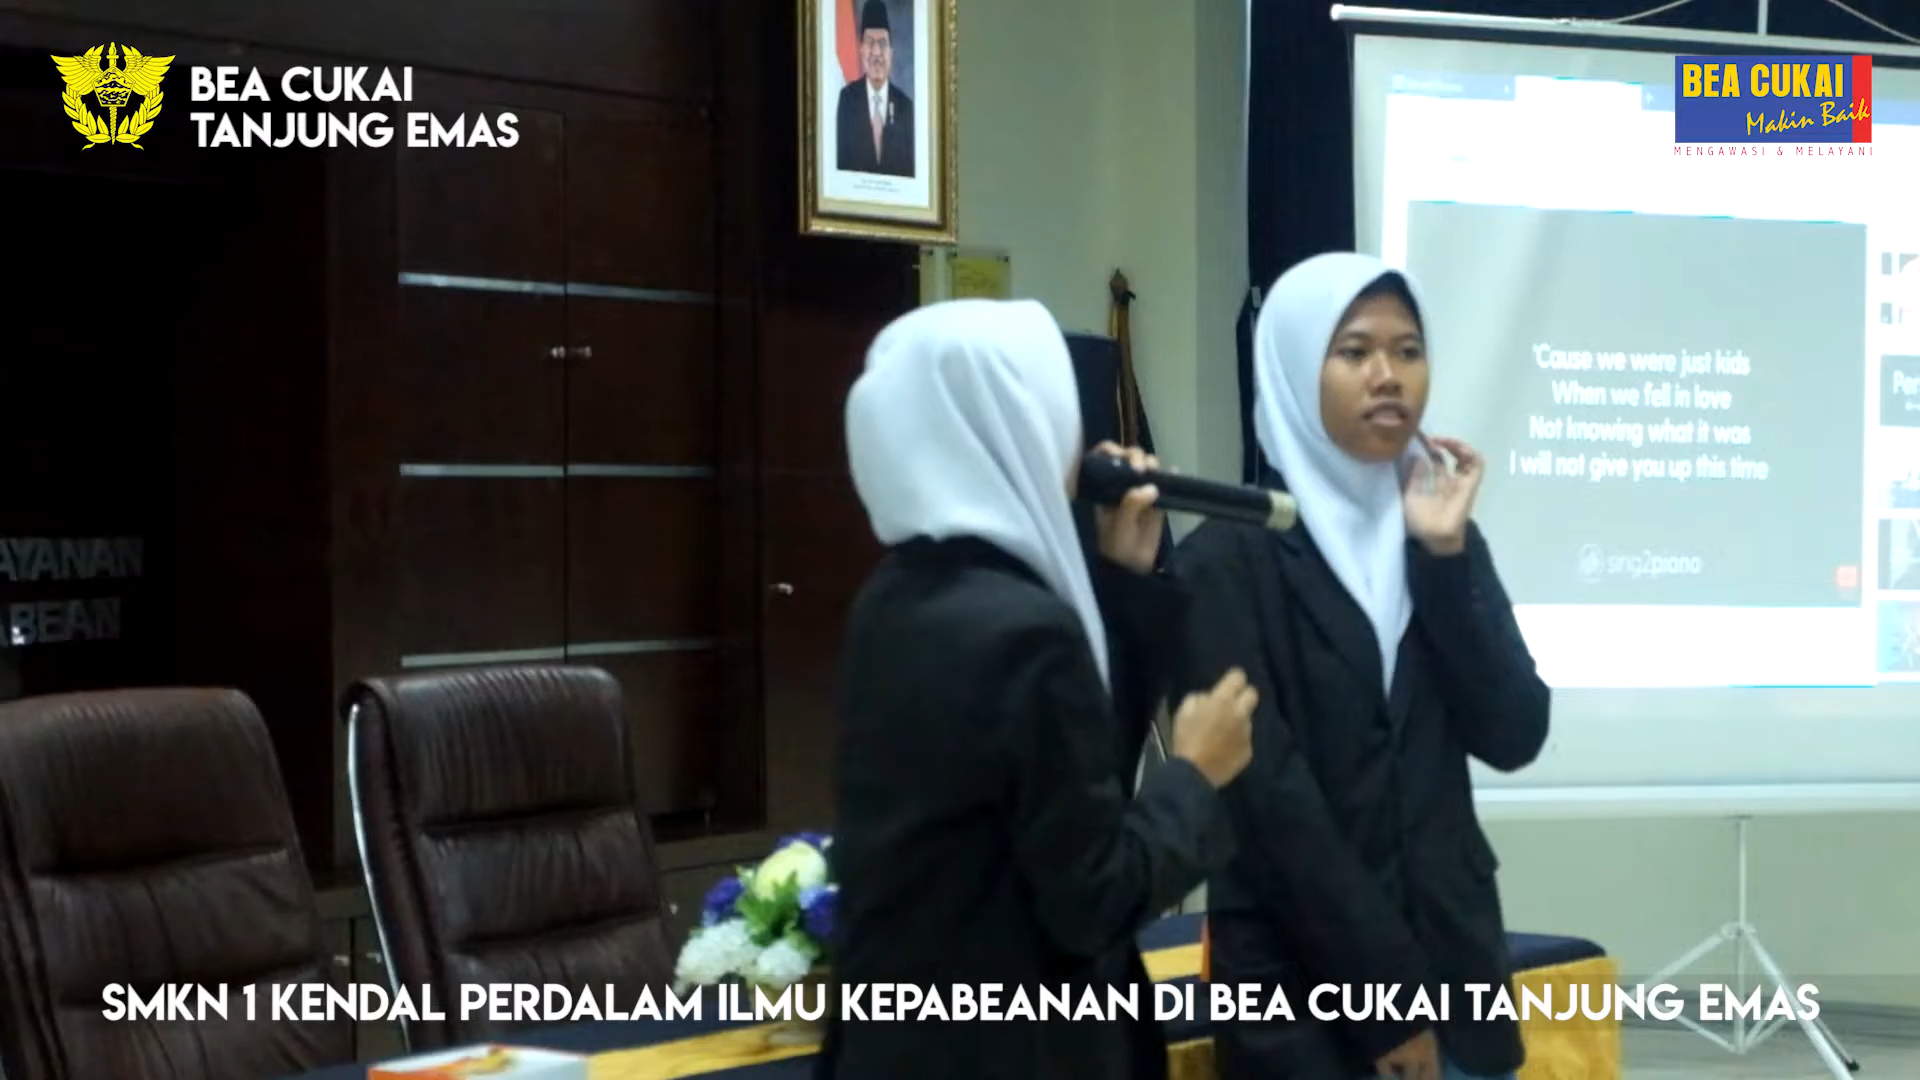 BEA CUKAI
TANJUNG EMAS
BEA CUKAI
Makin Baik
MENGAWASI & MELAYANI
'Cause we were just kids
When we fell in love
Not knowing what it was
I will not give you up this time
sing2piano
AYANAN
ABEAN
SMKN 1 KENDAL PERDALAM ILMU KEPABEANAN DI BEA CUKAI TANJUNG EMAS